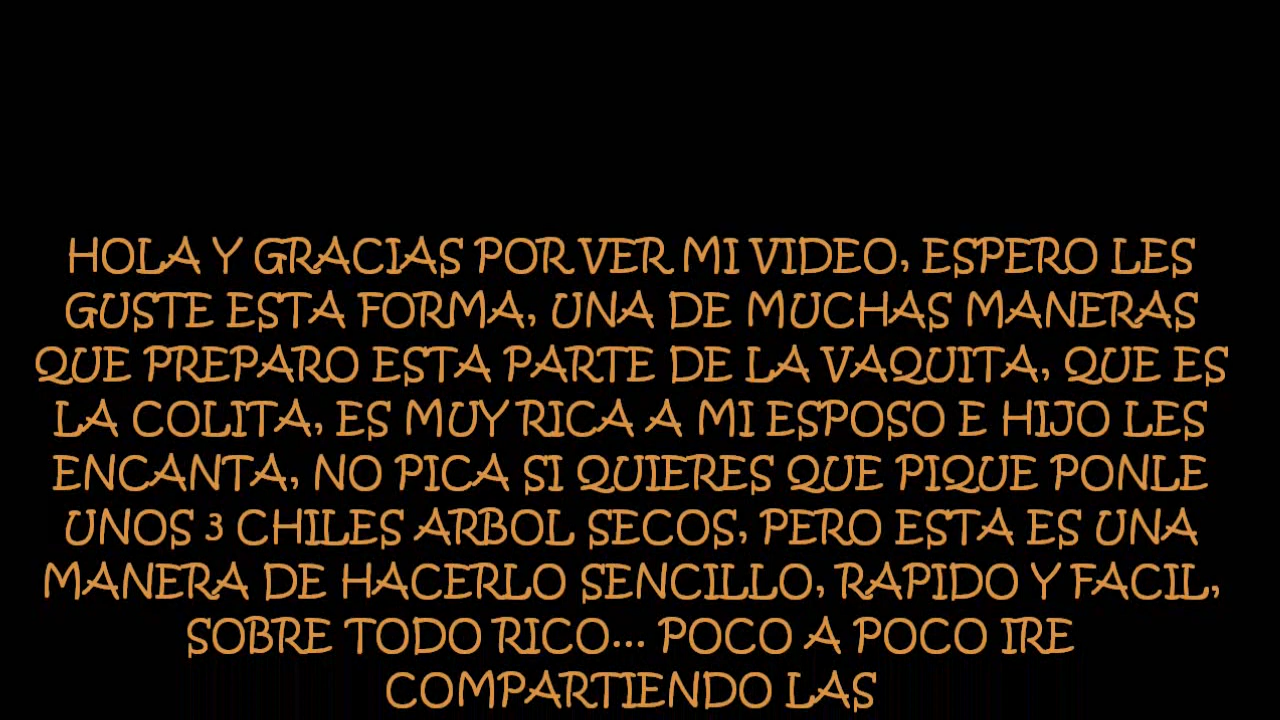 HOLA Y GRACIAS POR VER MI VIDEO, ESPERO LES
GUSTE ESTA FORMA, UNA DE MUCHAS MANERAS
QUE PREPARO ESTA PARTE DE LA VAQUITA, QUE ES
LA COLITA, ES MUY RICA A MI ESPOSO E HIJO LES
ENCANTA, NO PICA SI QUIERES QUE PIQUE PONLE
UNOS 3 CHILES ARBOL SECOS, PERO ESTA ES UNA
MANERA DE HACERLO SENCILLO, RAPIDO Y FACIL,
SOBRE TODO RICO... POCO A POCO IRE
COMPARTIENDO LAS